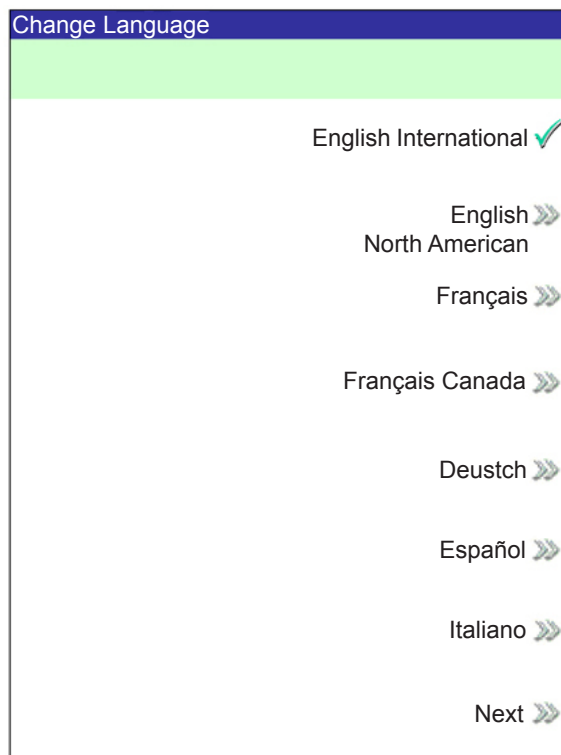 Change Language
English International
English
North American
Français
Français Canada
Deustch
Español
Italiano
Next